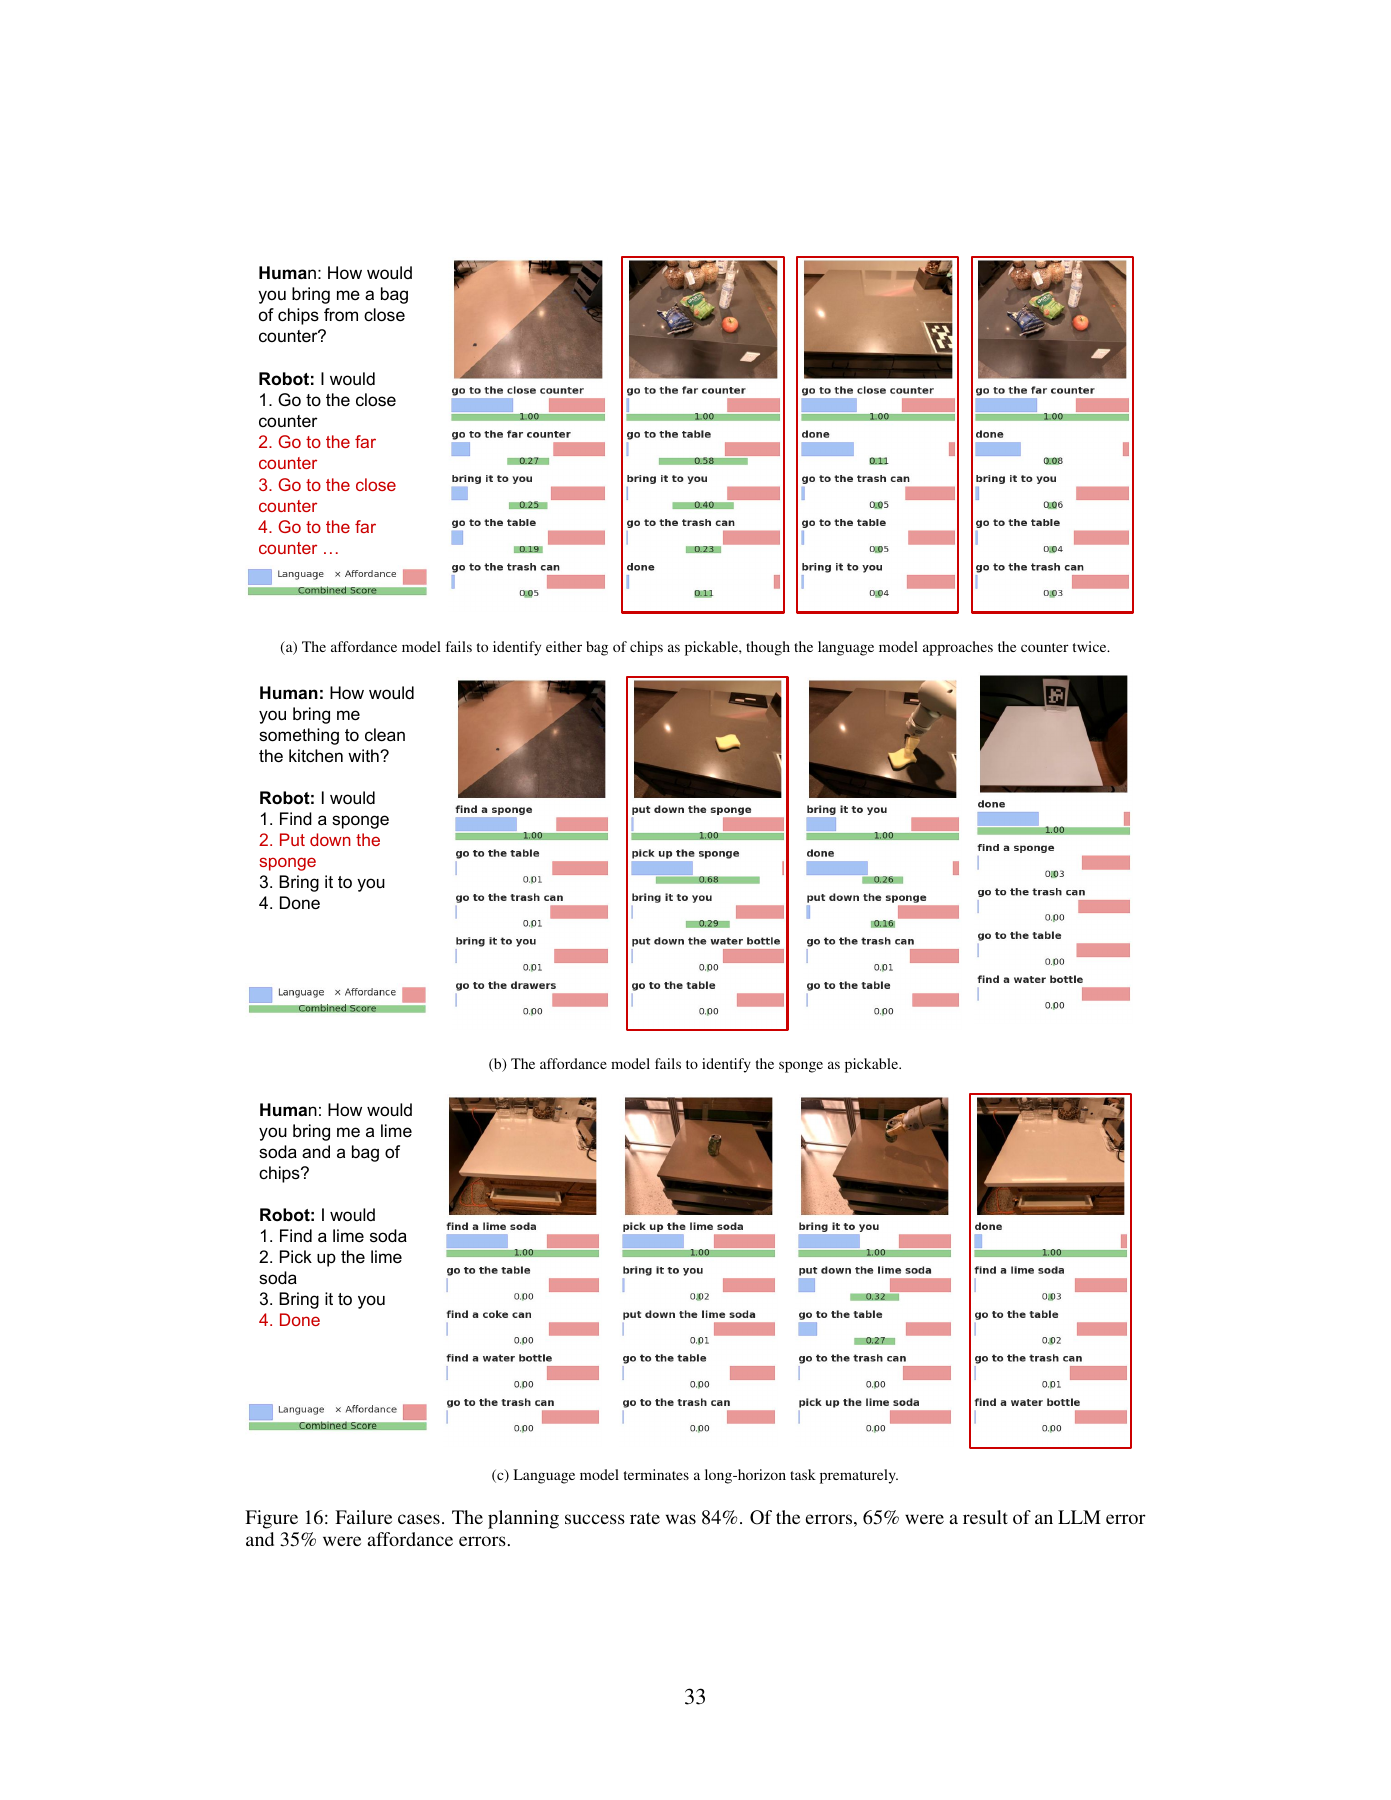 Human: How would
you bring me a bag
of chips from close
counter?
Robot: I would
1. Go to the close
counter
2. Go to the far
counter
3. Go to the close
counter
4. Go to the far
counter …
Language × Affordance
Combined Score
go to the close counter
1.00
go to the far counter
0.27
bring it to you
0.25
go to the table
0.19
go to the trash can
0.05
go to the far counter
1.00
go to the table
0.58
bring it to you
0.40
go to the trash can
0.23
done
0.11
go to the close counter
1.00
done
0.11
go to the trash can
0.05
go to the table
0.05
bring it to you
0.04
go to the far counter
1.00
done
0.08
bring it to you
0.06
go to the table
0.04
go to the trash can
0.03
(a) The affordance model fails to identify either bag of chips as pickable, though the language model approaches the counter twice.
Human: How would
you bring me
something to clean
the kitchen with?
Robot: I would
1. Find a sponge
2. Put down the
sponge
3. Bring it to you
4. Done
Language × Affordance
Combined Score
find a sponge
1.00
go to the table
0.01
go to the trash can
0.01
bring it to you
0.01
go to the drawers
0.00
put down the sponge
1.00
pick up the sponge
0.68
bring it to you
0.29
put down the water bottle
0.00
go to the table
0.00
bring it to you
1.00
done
0.26
put down the sponge
0.16
go to the trash can
0.01
go to the table
0.00
done
1.00
find a sponge
0.03
go to the trash can
0.00
go to the table
0.00
find a water bottle
0.00
(b) The affordance model fails to identify the sponge as pickable.
Human: How would
you bring me a lime
soda and a bag of
chips?
Robot: I would
1. Find a lime soda
2. Pick up the lime
soda
3. Bring it to you
4. Done
Language × Affordance
Combined Score
find a lime soda
1.00
go to the table
0.00
find a coke can
0.00
find a water bottle
0.00
go to the trash can
0.00
pick up the lime soda
1.00
bring it to you
0.02
put down the lime soda
0.01
go to the table
0.00
go to the trash can
0.00
bring it to you
1.00
put down the lime soda
0.32
go to the table
0.27
go to the trash can
0.00
pick up the lime soda
0.00
done
1.00
find a lime soda
0.03
go to the table
0.02
go to the trash can
0.01
find a water bottle
0.00
(c) Language model terminates a long-horizon task prematurely.
Figure 16: Failure cases. The planning success rate was 84%. Of the errors, 65% were a result of an LLM error
and 35% were affordance errors.
33